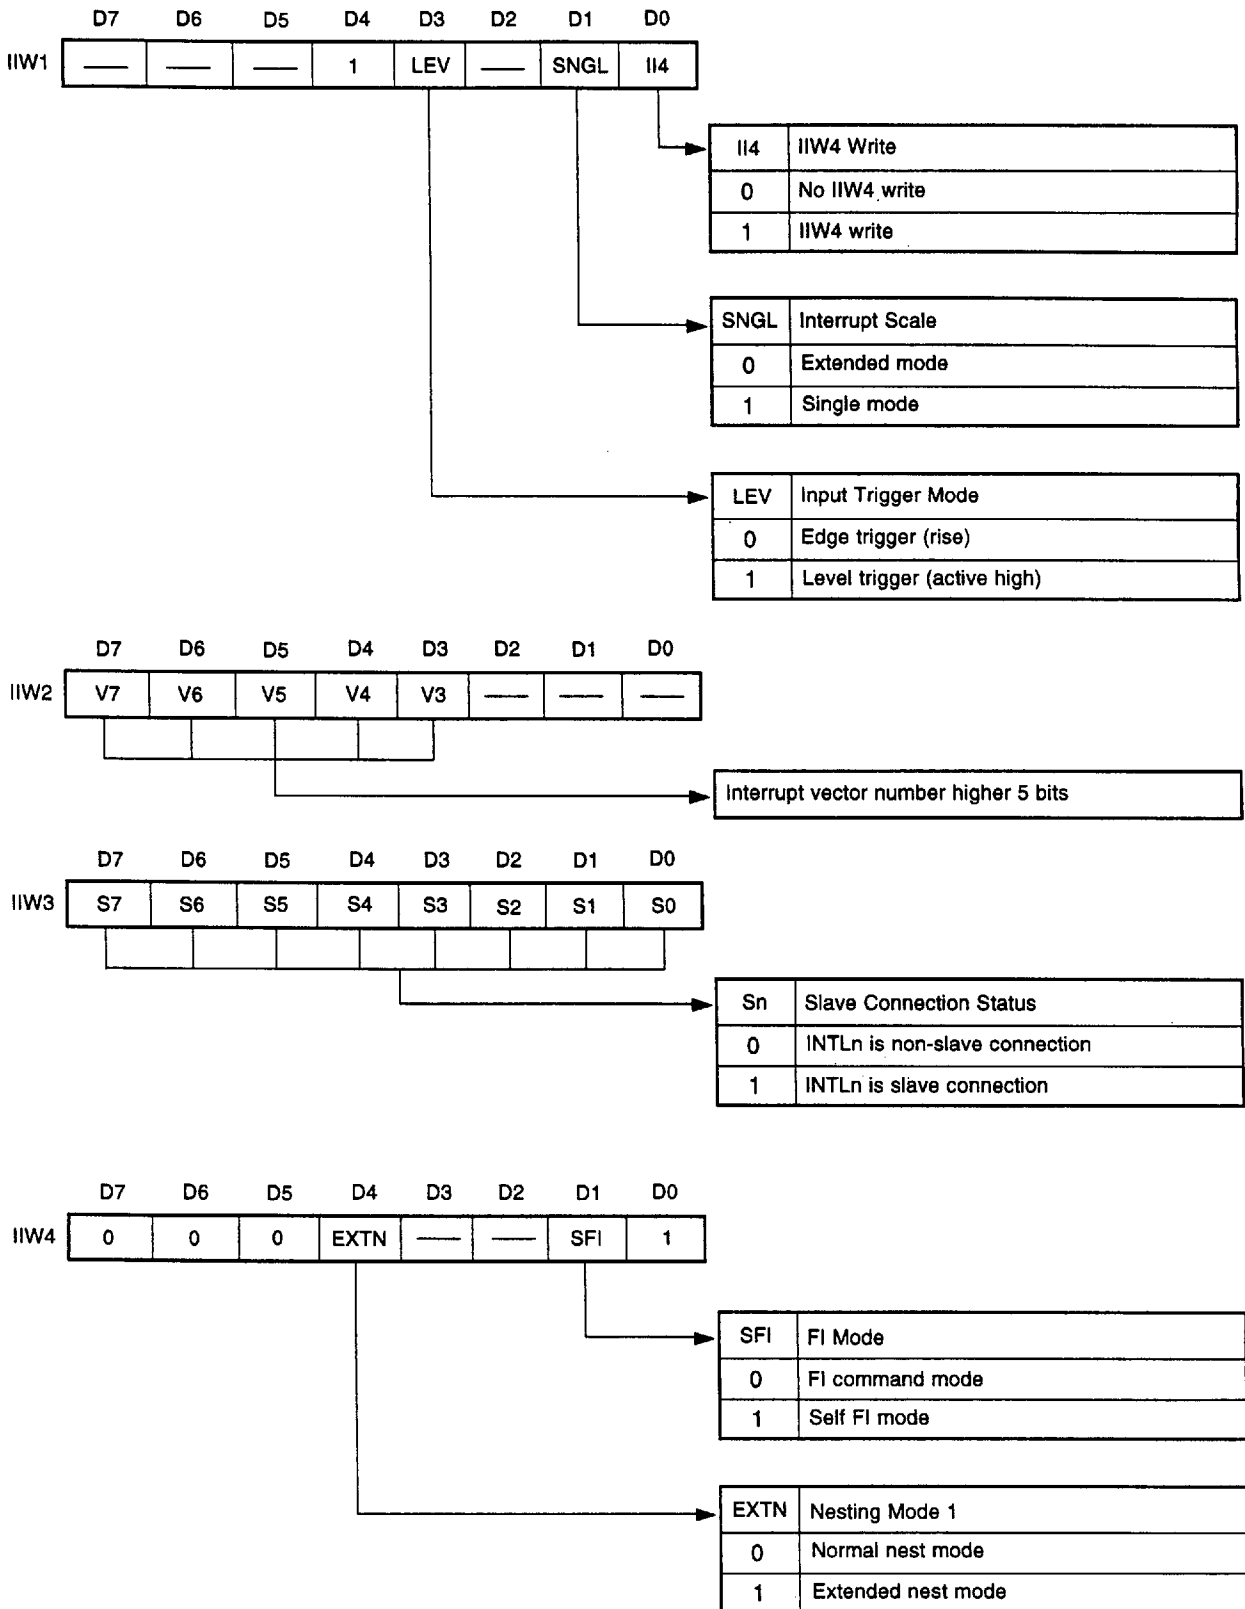 D7 D6 D5 D4 D3 D2 D1 D0
IIW1 — — — 1 LEV — SNGL II4
II4 IIW4 Write
0 No IIW4 write
1 IIW4 write
SNGL Interrupt Scale
0 Extended mode
1 Single mode
LEV Input Trigger Mode
0 Edge trigger (rise)
1 Level trigger (active high)
D7 D6 D5 D4 D3 D2 D1 D0
IIW2 V7 V6 V5 V4 V3 — — —
Interrupt vector number higher 5 bits
D7 D6 D5 D4 D3 D2 D1 D0
IIW3 S7 S6 S5 S4 S3 S2 S1 S0
Sn Slave Connection Status
0 INTLn is non-slave connection
1 INTLn is slave connection
D7 D6 D5 D4 D3 D2 D1 D0
IIW4 0 0 0 EXTN — — SFI 1
SFI FI Mode
0 FI command mode
1 Self FI mode
EXTN Nesting Mode 1
0 Normal nest mode
1 Extended nest mode